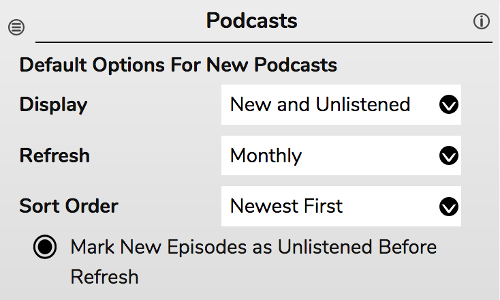 Podcasts
Default Options For New Podcasts
Display New and Unlistened
Refresh Monthly
Sort Order Newest First
Mark New Episodes as Unlistened Before
Refresh